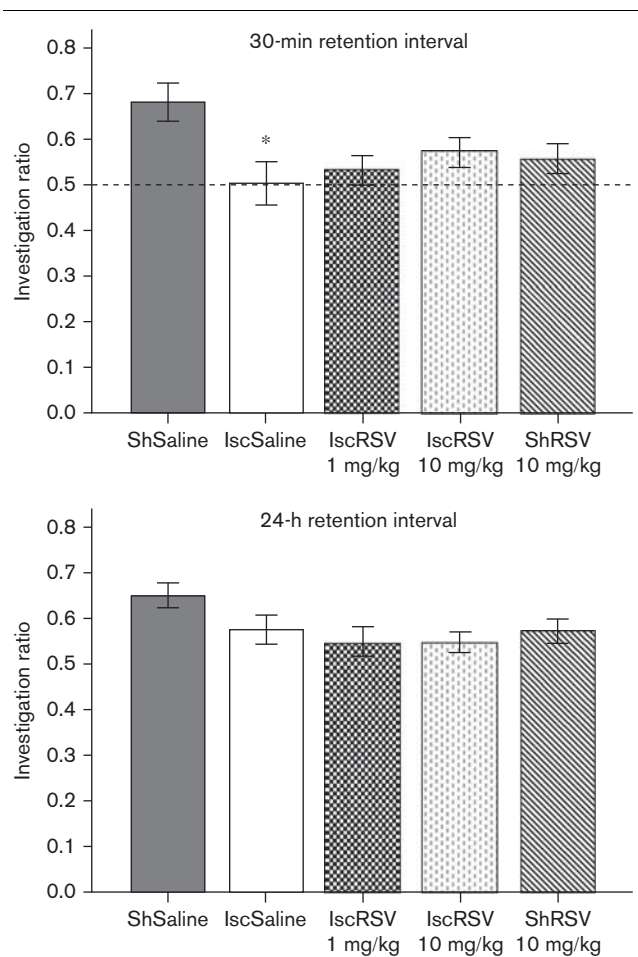 30-min retention interval
0.8
0.7
0.6
0.5
0.4
0.3
0.2
0.1
0.0
Investigation ratio
*
ShSaline IscSaline IscRSV IscRSV ShRSV
1 mg/kg 10 mg/kg 10 mg/kg
24-h retention interval
0.8
0.7
0.6
0.5
0.4
0.3
0.2
0.1
0.0
Investigation ratio
ShSaline IscSaline IscRSV IscRSV ShRSV
1 mg/kg 10 mg/kg 10 mg/kg